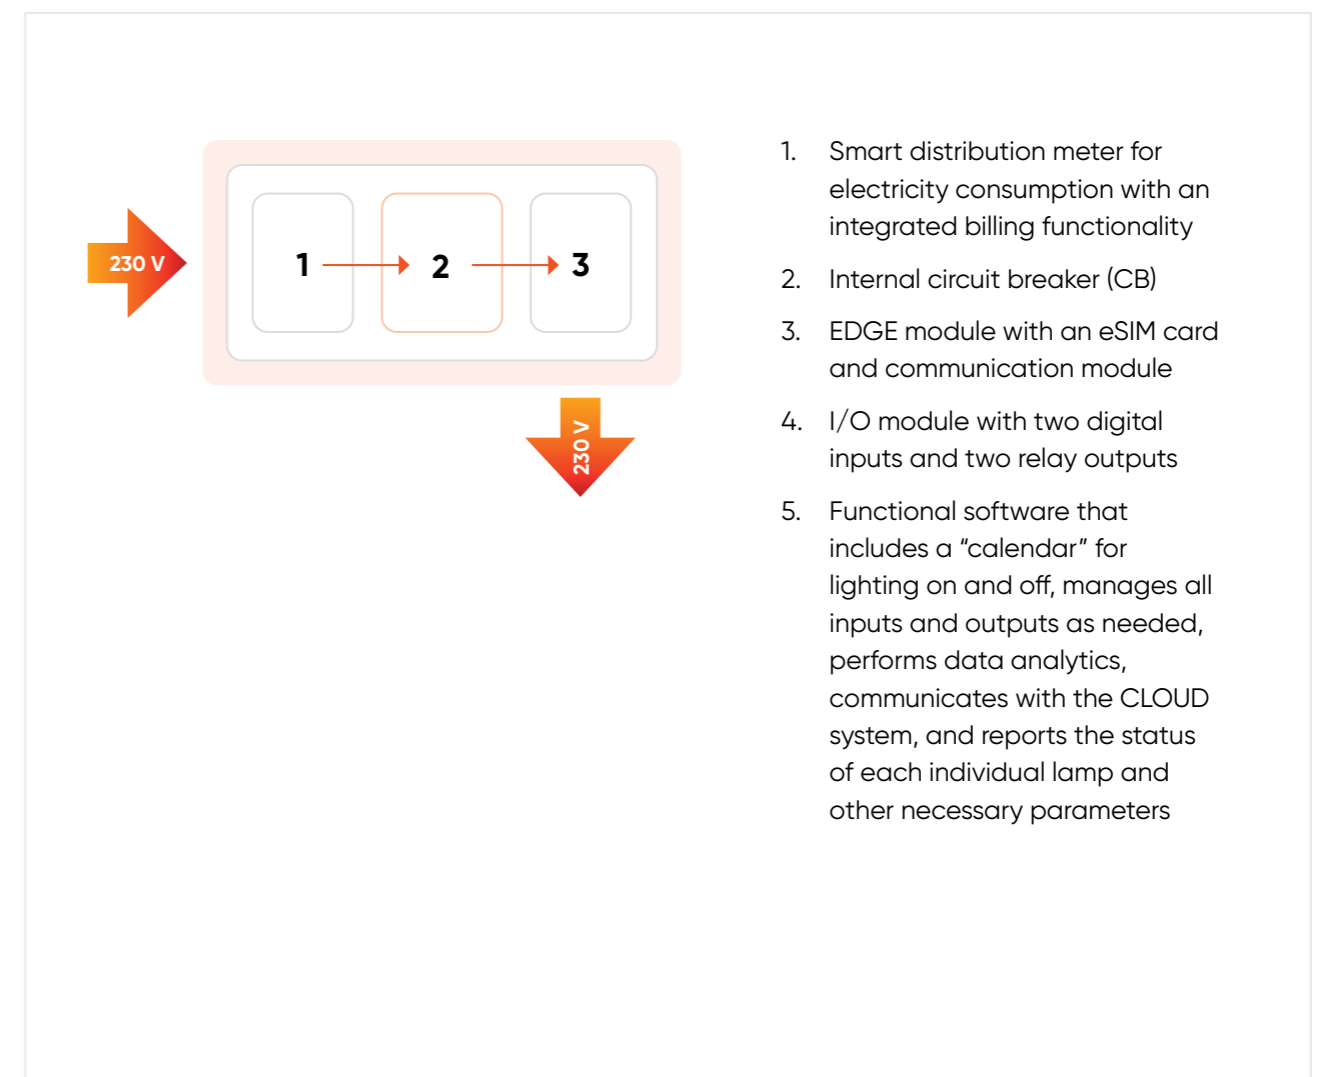 230 V
1
2
3
230 V
1. Smart distribution meter for
electricity consumption with an
integrated billing functionality
2. Internal circuit breaker (CB)
3. EDGE module with an eSIM card
and communication module
4. I/O module with two digital
inputs and two relay outputs
5. Functional software that
includes a “calendar” for
lighting on and off, manages all
inputs and outputs as needed,
performs data analytics,
communicates with the CLOUD
system, and reports the status
of each individual lamp and
other necessary parameters